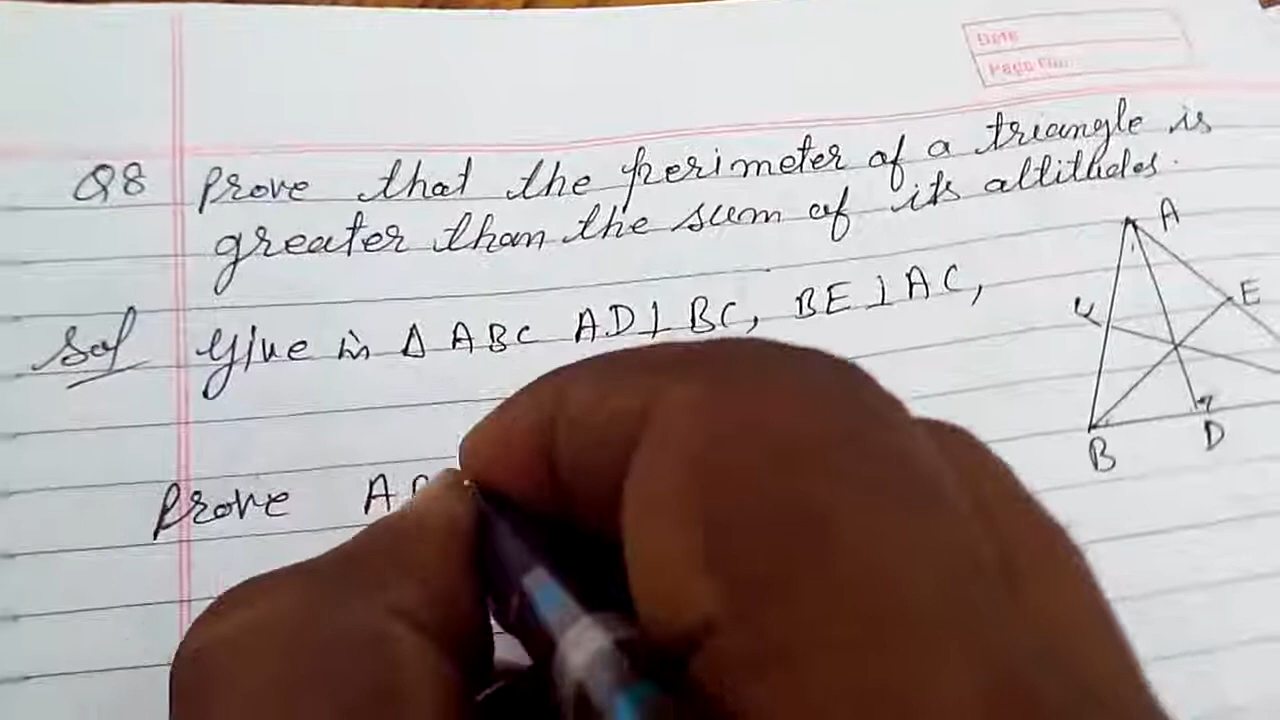 Date
Page No.
Q8 Prove that the perimeter of a triangle is
greater than the sum of its altitudes.
Sol Give in Δ ABC AD⊥BC, BE⊥AC,
Prove A
A
E
B
D